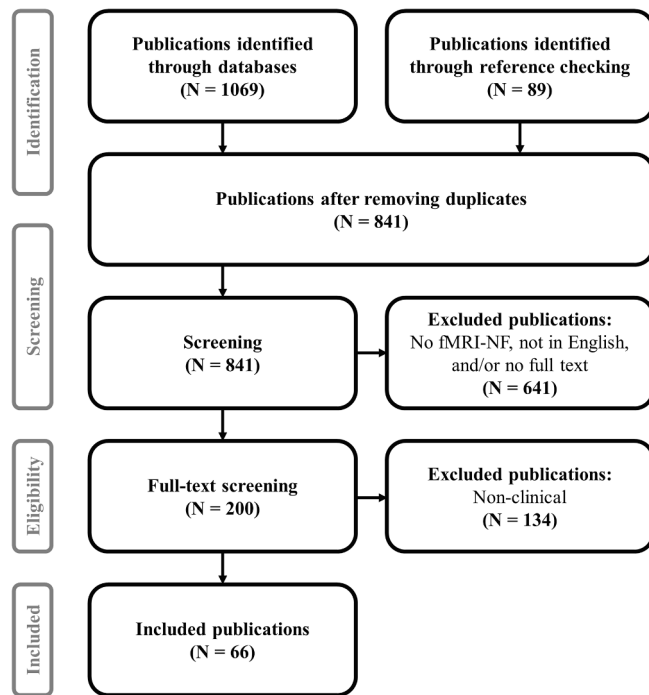 Identification
Publications identified
through databases
(N = 1069)
Publications identified
through reference checking
(N = 89)
Publications after removing duplicates
(N = 841)
Screening
Screening
(N = 841)
Excluded publications:
No fMRI-NF, not in English,
and/or no full text
(N = 641)
Eligibility
Full-text screening
(N = 200)
Excluded publications:
Non-clinical
(N = 134)
Included
Included publications
(N = 66)